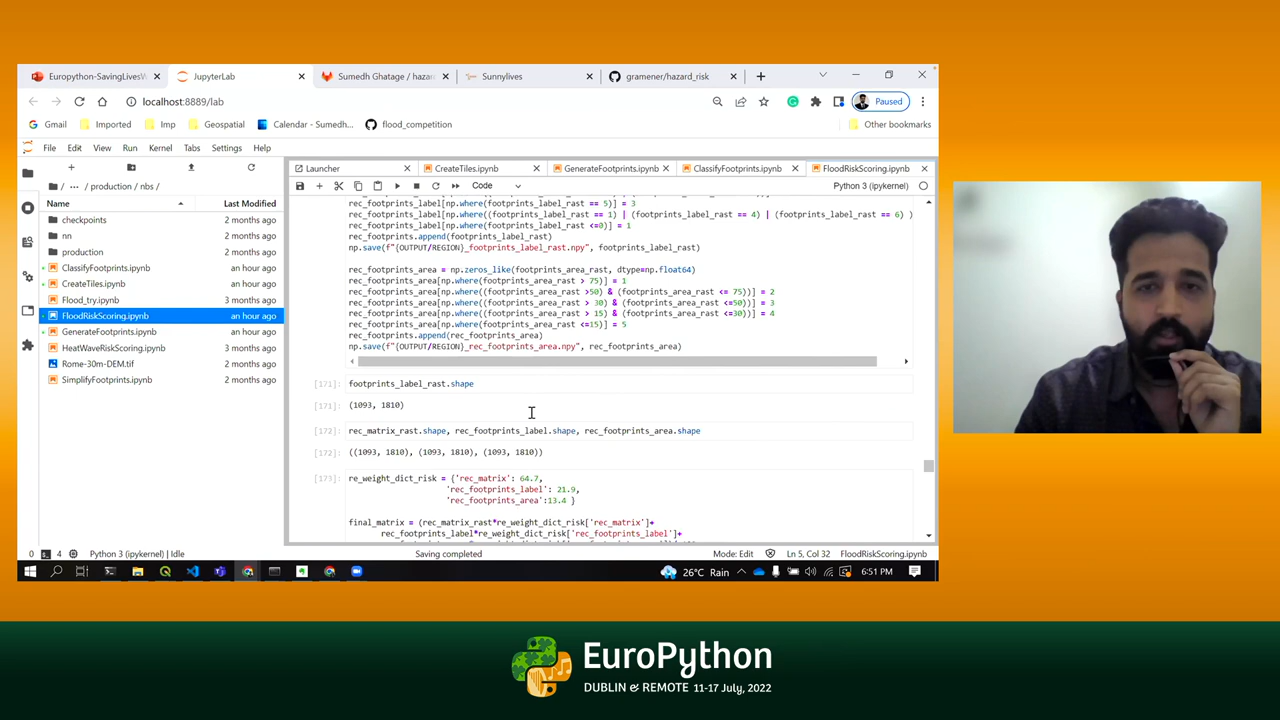 Europython-SavingLivesW
JupyterLab
Sumedh Ghatage / hazar
Sunnylives
gramener/hazard_risk
localhost:8889/lab
Paused
Gmail
Imported
Imp
Geospatial
Calendar - Sumedh...
flood_competition
Other bookmarks
File Edit View Run Kernel Tabs Settings Help
Launcher
CreateTiles.ipynb
GenerateFootprints.ipynb
ClassifyFootprints.ipynb
FloodRiskScoring.ipynb
/ ... / production / nbs /
Code
Python 3 (ipykernel)
Name
Last Modified
checkpoints 2 months ago
nn 2 months ago
production 2 months ago
ClassifyFootprints.ipynb an hour ago
CreateTiles.ipynb an hour ago
Flood_try.ipynb 3 months ago
FloodRiskScoring.ipynb an hour ago
GenerateFootprints.ipynb an hour ago
HeatWaveRiskScoring.ipynb 3 months ago
Rome-30m-DEM.tif 2 months ago
SimplifyFootprints.ipynb 2 months ago
rec_footprints_label[np.where(footprints_label_rast == 5)] = 3
rec_footprints_label[np.where((footprints_label_rast == 1) | (footprints_label_rast == 4) | (footprints_label_rast == 6) )
rec_footprints_label[np.where(footprints_label_rast <=0)] = 1
rec_footprints.append(footprints_label_rast)
np.save(f"{OUTPUT/REGION}_footprints_label_rast.npy", footprints_label_rast)
rec_footprints_area = np.zeros_like(footprints_area_rast, dtype=np.float64)
rec_footprints_area[np.where(footprints_area_rast > 75)] = 1
rec_footprints_area[np.where((footprints_area_rast >50) & (footprints_area_rast <= 75))] = 2
rec_footprints_area[np.where((footprints_area_rast > 30) & (footprints_area_rast <=50))] = 3
rec_footprints_area[np.where((footprints_area_rast > 15) & (footprints_area_rast <=30))] = 4
rec_footprints_area[np.where(footprints_area_rast <=15)] = 5
rec_footprints.append(rec_footprints_area)
np.save(f"{OUTPUT/REGION}_rec_footprints_area.npy", rec_footprints_area)
[171] footprints_label_rast.shape
[171] (1093, 1810)
[172] rec_matrix_rast.shape, rec_footprints_label.shape, rec_footprints_area.shape
[172] ((1093, 1810), (1093, 1810), (1093, 1810))
[173] re_weight_dict_risk = {'rec_matrix': 64.7,
'rec_footprints_label': 21.9,
'rec_footprints_area':13.4 }
final_matrix = (rec_matrix_rast*re_weight_dict_risk['rec_matrix']+
rec_footprints_label*re_weight_dict_risk['rec_footprints_label']+
0 4 Python 3 (ipykernel) | Idle
Saving completed
Mode: Edit
Ln 5, Col 32
FloodRiskScoring.ipynb
26°C Rain
6:51 PM
EuroPython
DUBLIN & REMOTE 11-17 July, 2022